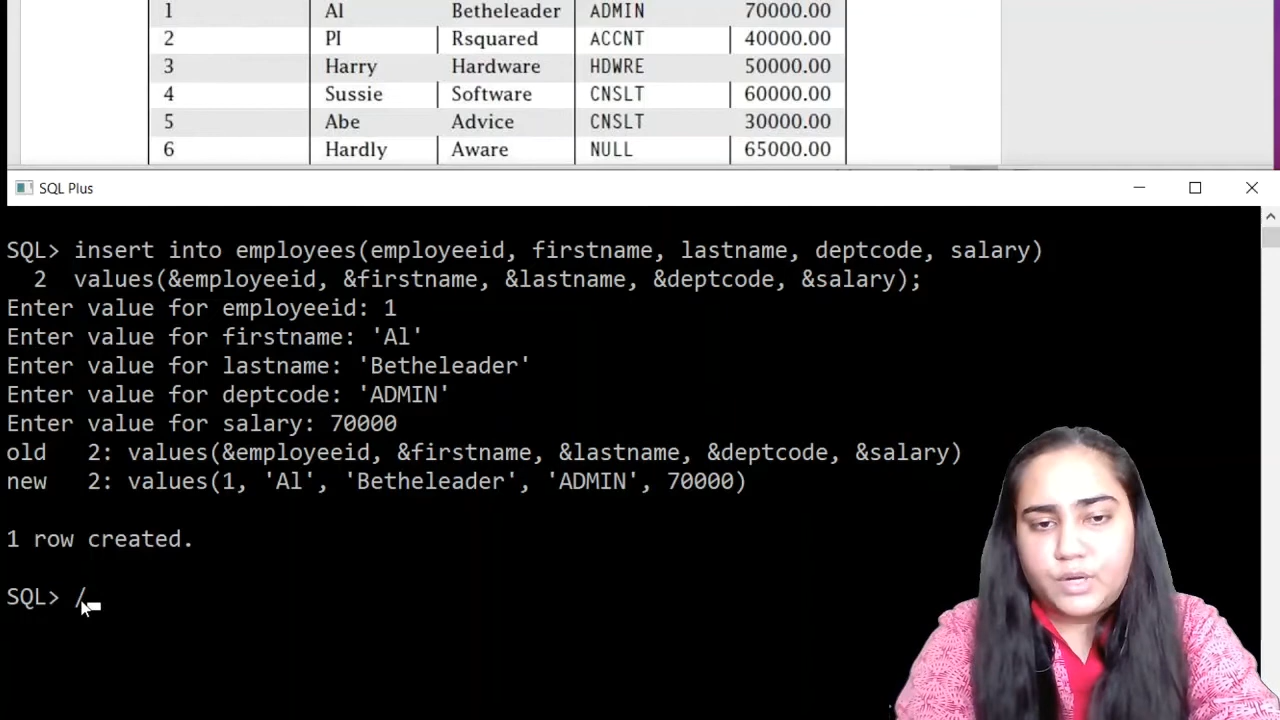 1 Al Betheleader ADMIN 70000.00
2 PI Rsquared ACCNT 40000.00
3 Harry Hardware HDWRE 50000.00
4 Sussie Software CNSLT 60000.00
5 Abe Advice CNSLT 30000.00
6 Hardly Aware NULL 65000.00
SQL Plus
SQL> insert into employees(employeeid, firstname, lastname, deptcode, salary)
2 values(&employeeid, &firstname, &lastname, &deptcode, &salary);
Enter value for employeeid: 1
Enter value for firstname: 'Al'
Enter value for lastname: 'Betheleader'
Enter value for deptcode: 'ADMIN'
Enter value for salary: 70000
old 2: values(&employeeid, &firstname, &lastname, &deptcode, &salary)
new 2: values(1, 'Al', 'Betheleader', 'ADMIN', 70000)
1 row created.
SQL> /